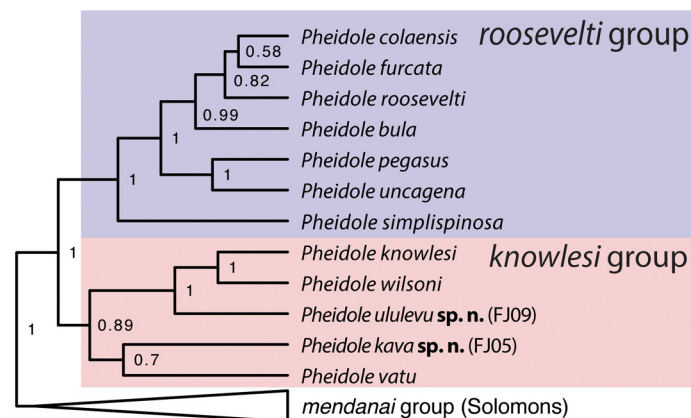 Pheidole colaensis
roosevelti group
0.58
Pheidole furcata
0.82
Pheidole roosevelti
0.99
Pheidole bula
1
Pheidole pegasus
1
1
Pheidole uncagena
Pheidole simplispinosa
1
Pheidole knowlesi
knowlesi group
1
Pheidole wilsoni
1
Pheidole ululevu sp. n. (FJ09)
0.89
1
Pheidole kava sp. n. (FJ05)
0.7
Pheidole vatu
mendanai group (Solomons)